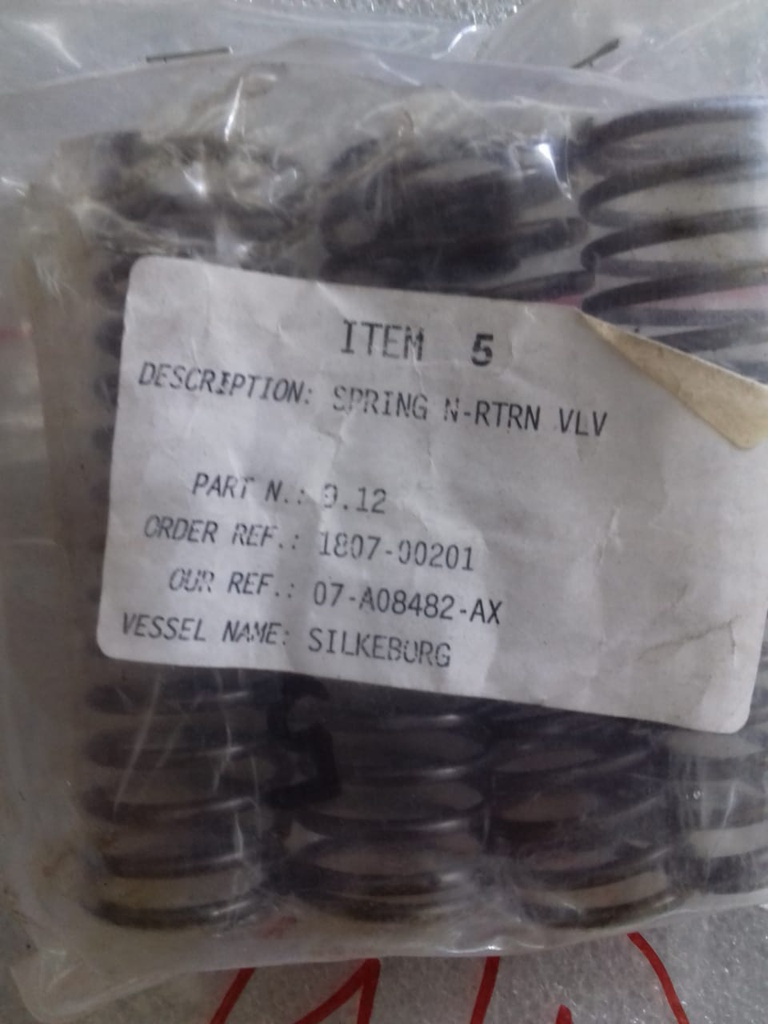 ITEM 5
DESCRIPTION: SPRING N-RTRN VLV
PART N.: 9.12
ORDER REF.: 1807-00201
OUR REF.: 07-A08482-AX
VESSEL NAME: SILKEBORG